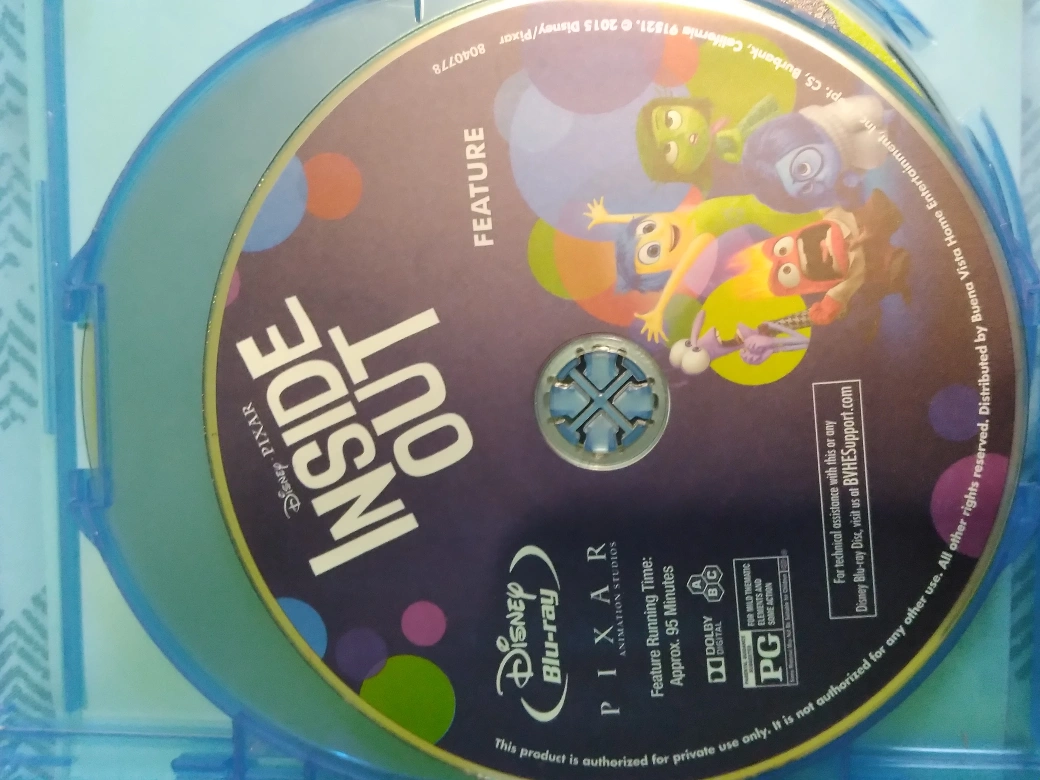 Disney · PIXAR
INSIDE
OUT
FEATURE
Disney
Blu-ray
PIXAR
ANIMATION STUDIOS
Feature Running Time:
Approx. 95 Minutes
DOLBY
DIGITAL
A B C
PG
FOR MILD THEMATIC
ELEMENTS AND
SOME ACTION
For technical assistance with this or any
Disney Blu-ray Disc, visit us at BVHESupport.com
This product is authorized for private use only. It is not authorized for any other use. All other rights reserved. Distributed by Buena Vista Home Entertainment, Inc. pt. CS, Burbank, California 91521. © 2015 Disney/Pixar 8040778